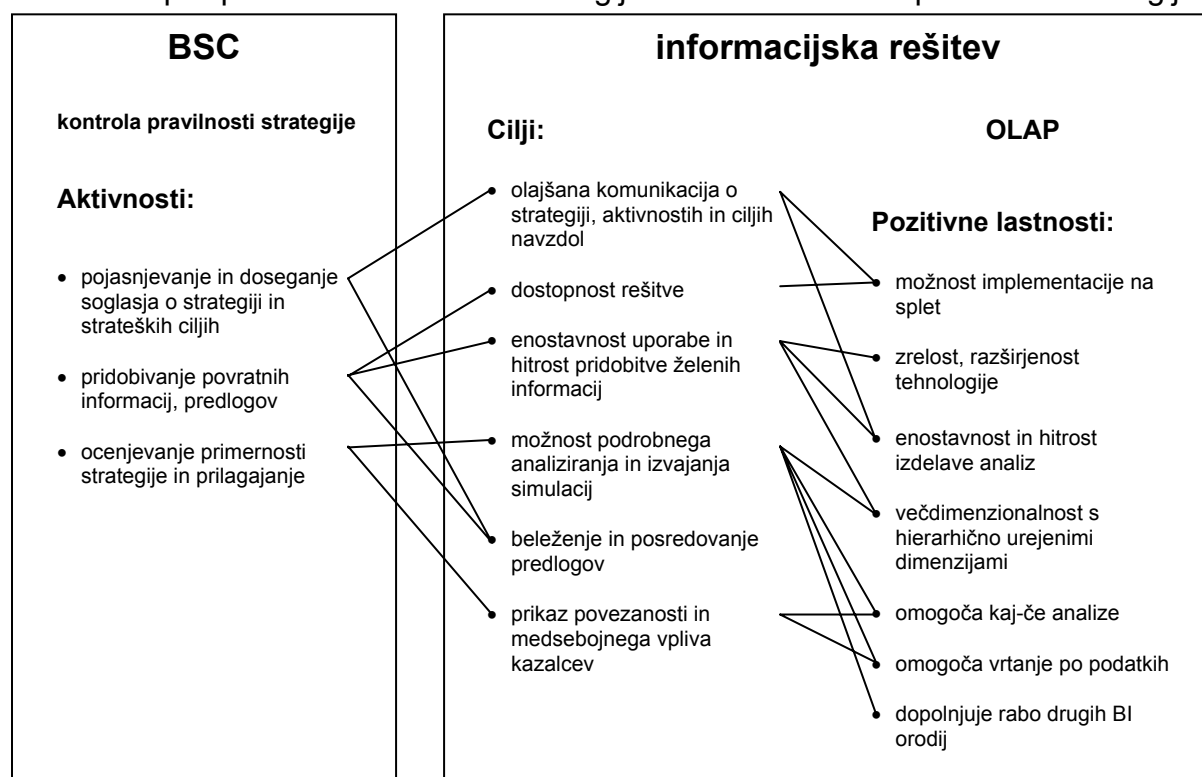 BSC
kontrola pravilnosti strategije
Aktivnosti:
• pojasnjevanje in doseganje
soglasja o strategiji in
strateških ciljih
• pridobivanje povratnih
informacij, predlogov
• ocenjevanje primernosti
strategije in prilagajanje
informacijska rešitev
Cilji:
• olajšana komunikacija o
strategiji, aktivnostih in ciljih
navzdol
• dostopnost rešitve
• enostavnost uporabe in
hitrost pridobitve želenih
informacij
• možnost podrobnega
analiziranja in izvajanja
simulacij
• beleženje in posredovanje
predlogov
• prikaz povezanosti in
medsebojnega vpliva
kazalcev
OLAP
Pozitivne lastnosti:
• možnost implementacije na
splet
• zrelost, razširjenost
tehnologije
• enostavnost in hitrost
izdelave analiz
• večdimenzionalnost s
hierarhično urejenimi
dimenzijami
• omogoča kaj-če analize
• omogoča vrtanje po podatkih
• dopolnjuje rabo drugih BI
orodij